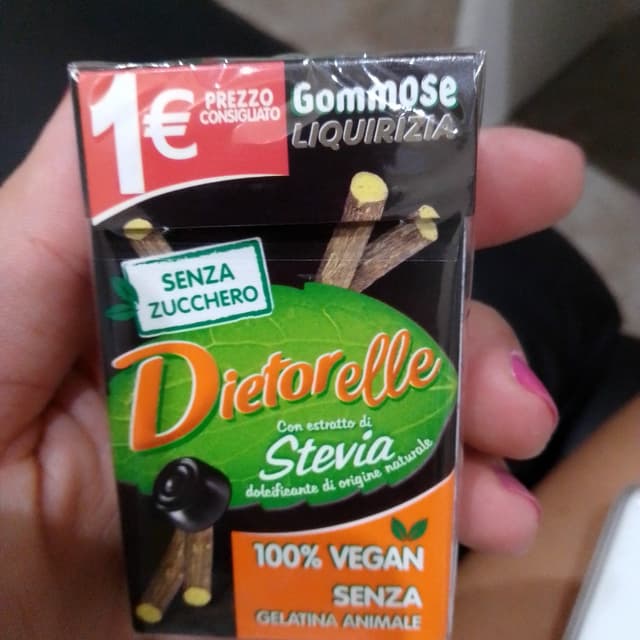 1€ PREZZO
CONSIGLIATO
Gommose
LIQUIRIZIA
SENZA
ZUCCHERO
Dietorelle
Con estratto di
Stevia
dolcificante di origine naturale
100% VEGAN
SENZA
GELATINA ANIMALE